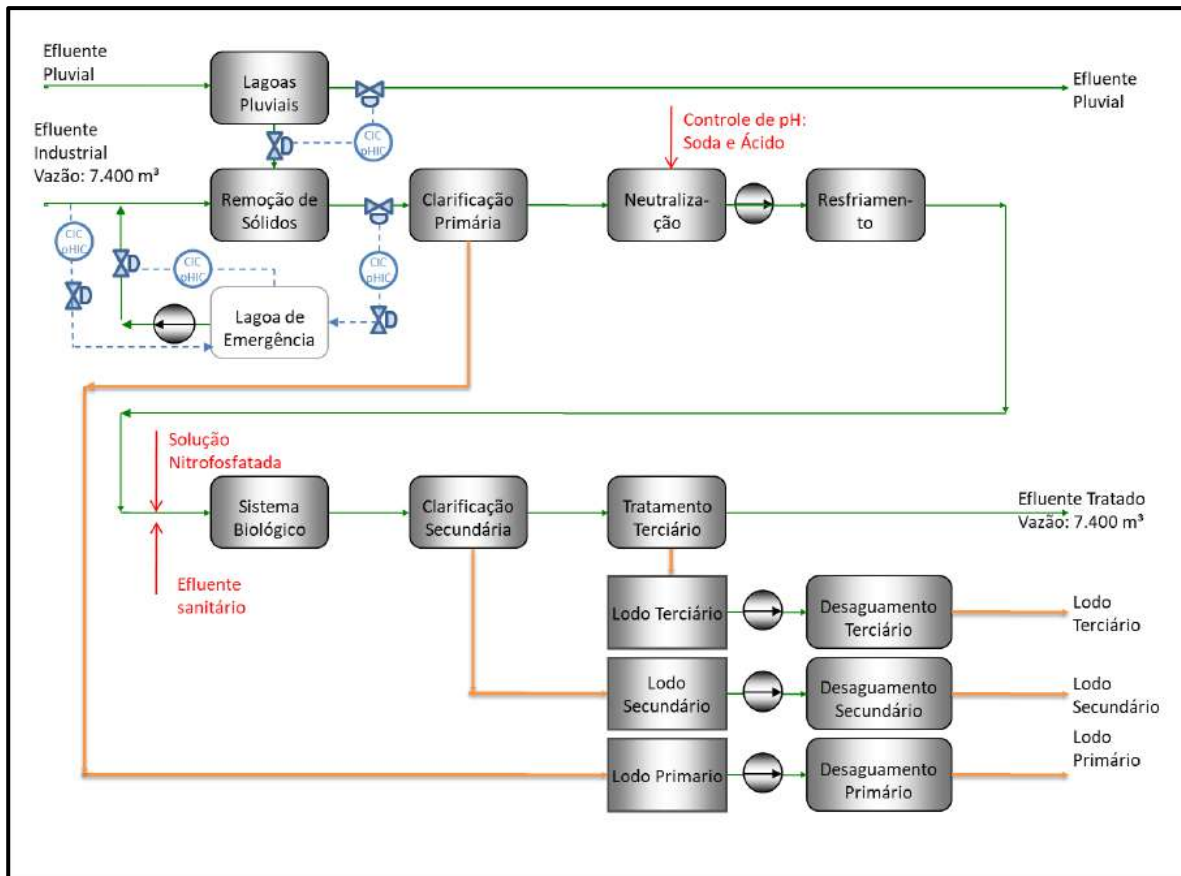 Efluente
Pluvial
Lagoas
Pluviais
Efluente
Pluvial
CIC
pHIC
Controle de pH:
Soda e Ácido
Efluente
Industrial
Vazão: 7.400 m³
Remoção de
Sólidos
Clarificação
Primária
Neutraliza-
ção
Resfriamen-
to
CIC
pHIC
CIC
pHIC
CIC
pHIC
Lagoa de
Emergência
Solução
Nitrofosfatada
Sistema
Biológico
Clarificação
Secundária
Tratamento
Terciário
Efluente Tratado
Vazão: 7.400 m³
Efluente
sanitário
Lodo Terciário
Desaguamento
Terciário
Lodo
Terciário
Lodo
Secundário
Desaguamento
Secundário
Lodo
Secundário
Lodo Primario
Desaguamento
Primário
Lodo
Primário